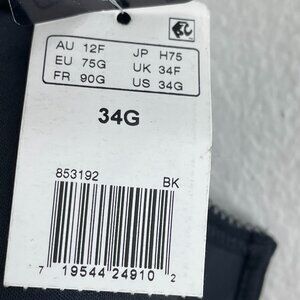 AU 12F JP H75
EU 75G UK 34F
FR 90G US 34G
34G
853192 BK
7 19544 24910 2